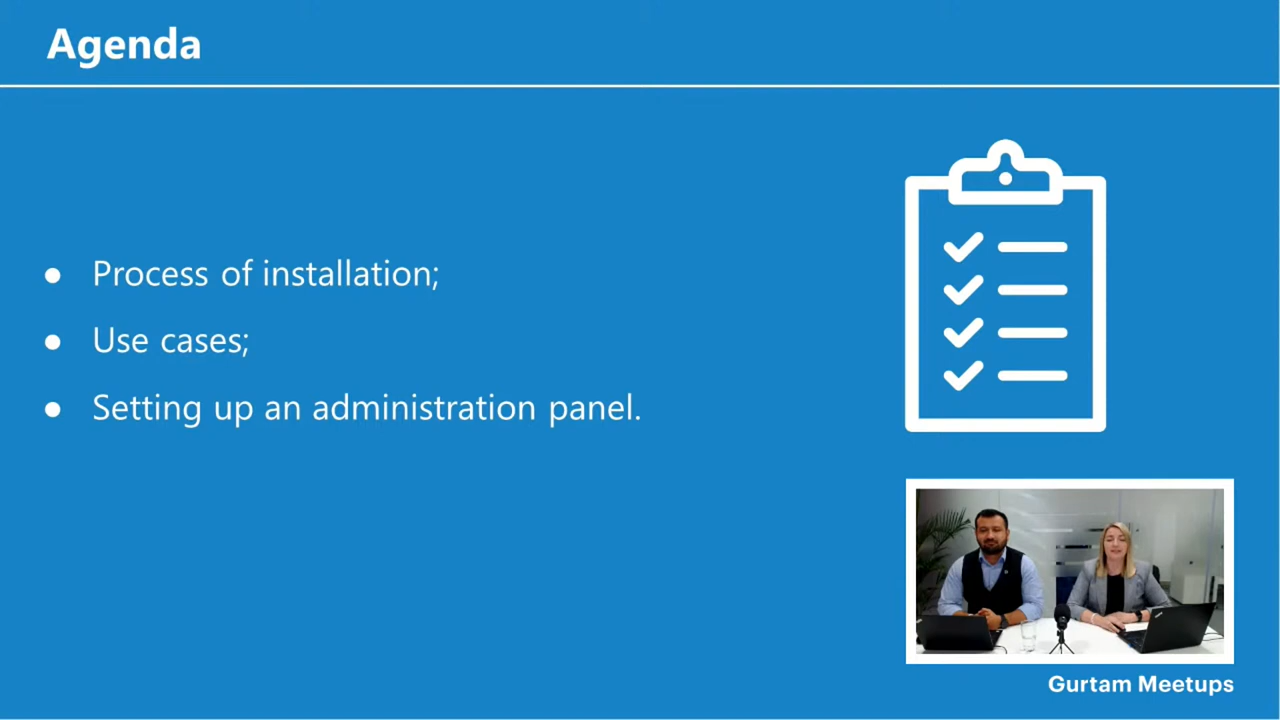 Agenda
● Process of installation;
● Use cases;
● Setting up an administration panel.
Gurtam Meetups